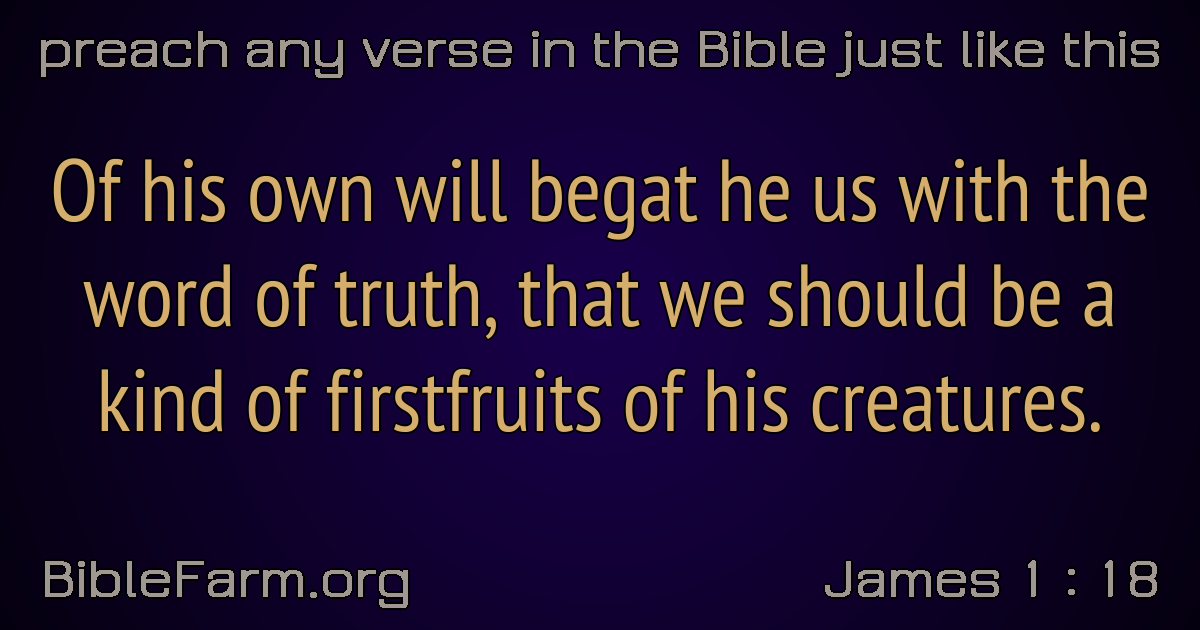 preach any verse in the Bible just like this
Of his own will begat he us with the
word of truth, that we should be a
kind of firstfruits of his creatures.
BibleFarm.org
James 1 : 18